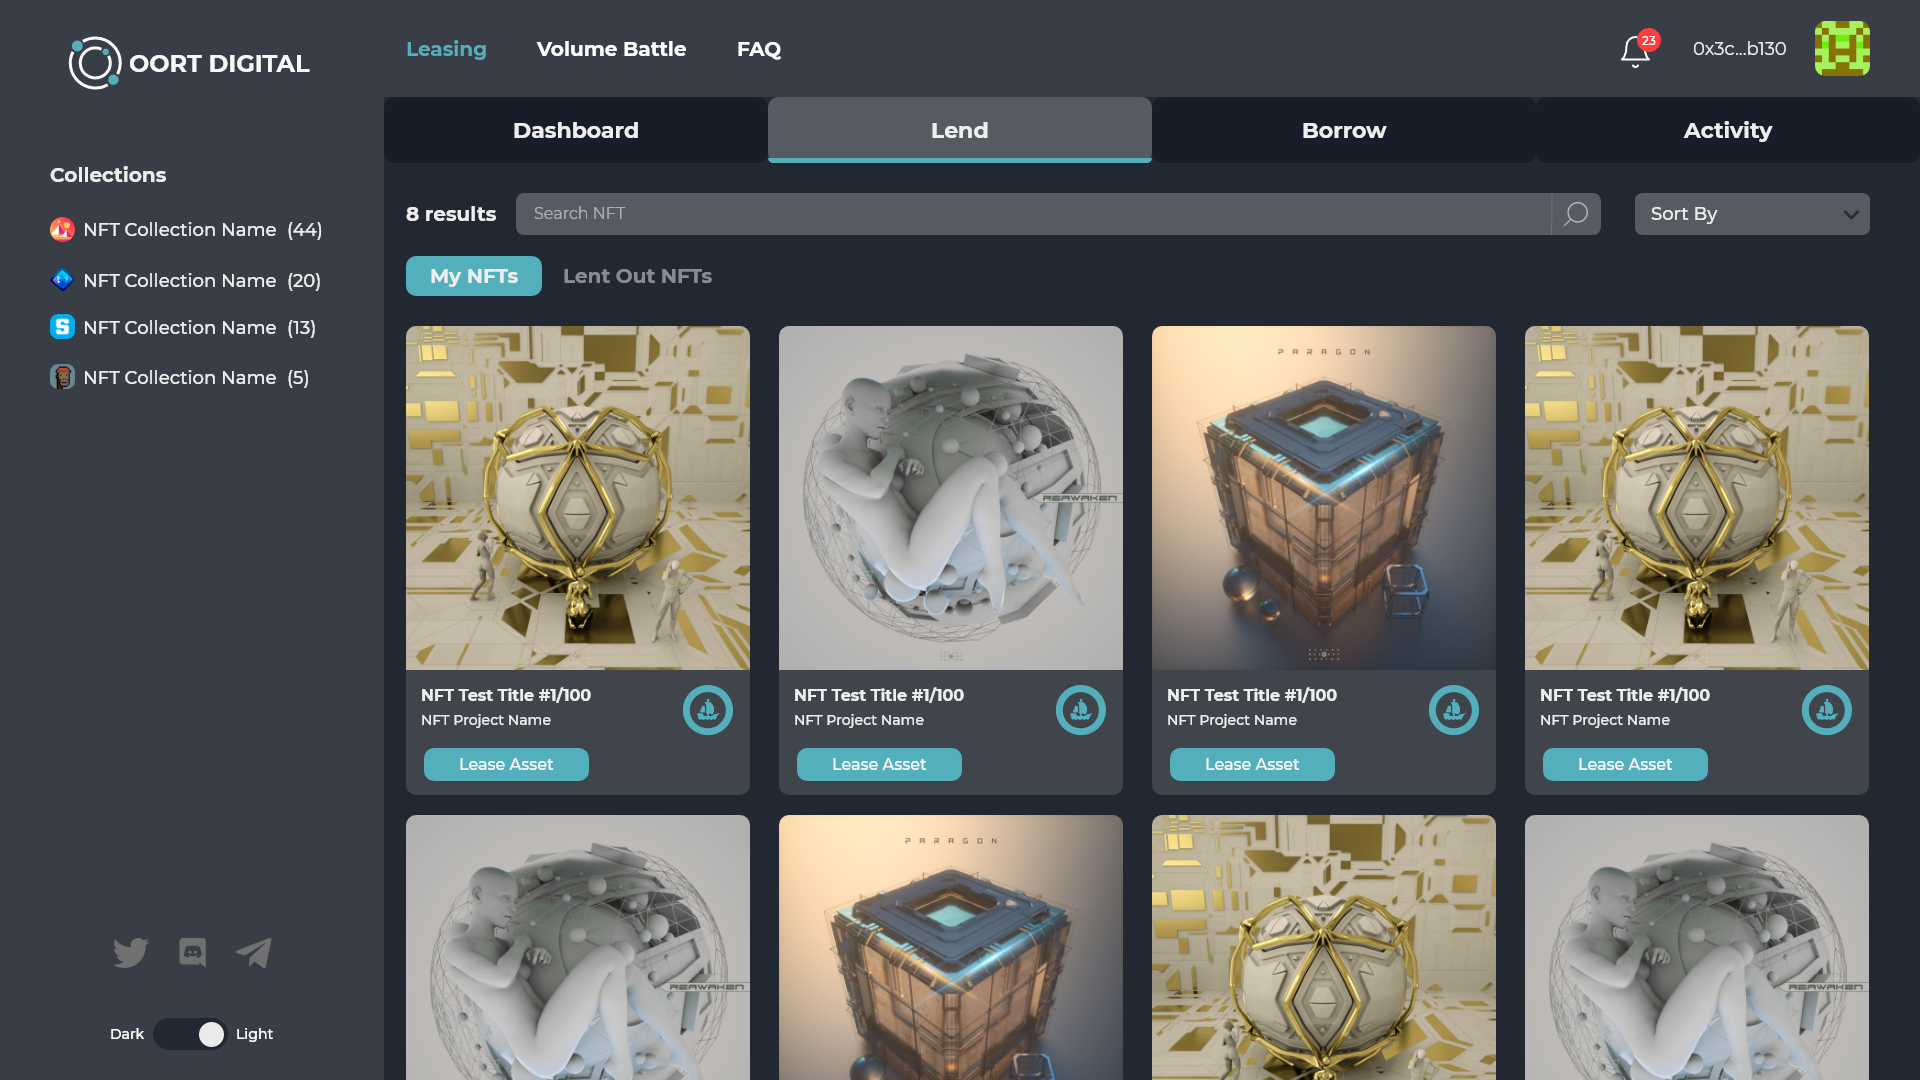 OORT DIGITAL
Leasing
Volume Battle
FAQ
23
0x3c...b130
Dashboard
Lend
Borrow
Activity
Collections
NFT Collection Name (44)
NFT Collection Name (20)
NFT Collection Name (13)
NFT Collection Name (5)
8 results
Search NFT
Sort By
My NFTs
Lent Out NFTs
REAWAKEN
PARAGON
NFT Test Title #1/100
NFT Project Name
Lease Asset
NFT Test Title #1/100
NFT Project Name
Lease Asset
NFT Test Title #1/100
NFT Project Name
Lease Asset
NFT Test Title #1/100
NFT Project Name
Lease Asset
REAWAKEN
PARAGON
REAWAKEN
Dark
Light